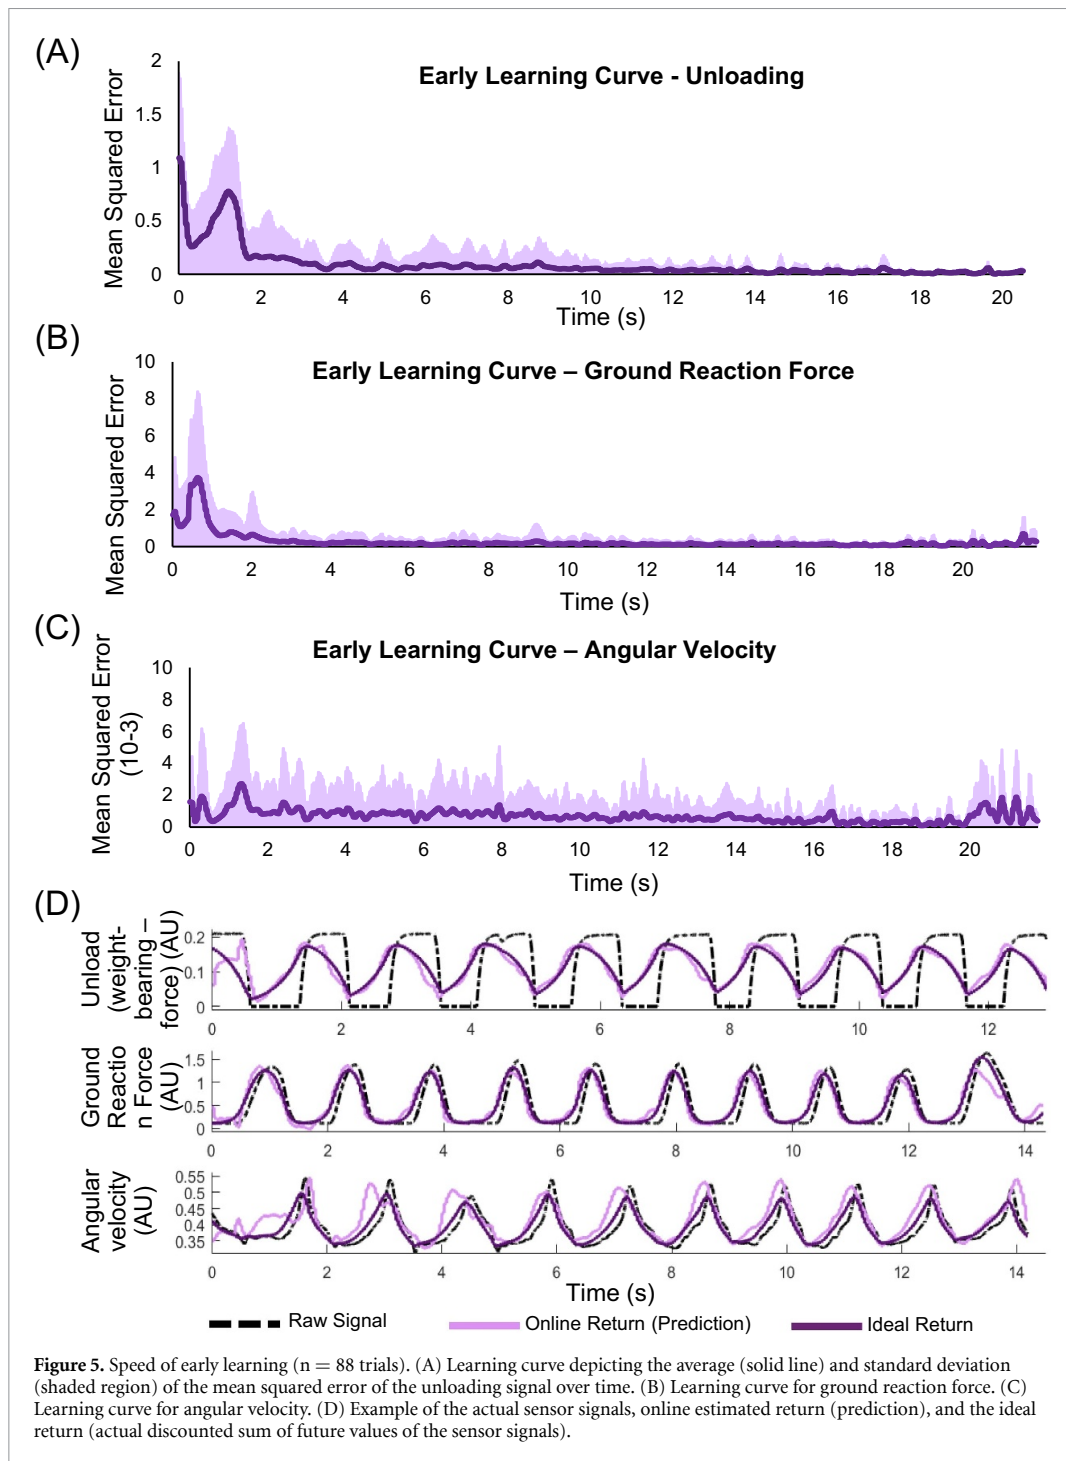 (A)
Early Learning Curve - Unloading
Mean Squared Error
2
1.5
1
0.5
0
0 2 4 6 8 10 12 14 16 18 20
Time (s)
(B)
Early Learning Curve – Ground Reaction Force
Mean Squared Error
10
8
6
4
2
0
0 2 4 6 8 10 12 14 16 18 20
Time (s)
(C)
Early Learning Curve – Angular Velocity
Mean Squared Error
(10-3)
10
8
6
4
2
0
0 2 4 6 8 10 12 14 16 18 20
Time (s)
(D)
Unload
(weight-
bearing –
force) (AU)
0.2
0.1
0
0 2 4 6 8 10 12
Ground
Reactio
n Force
(AU)
1.5
1
0.5
0
0 2 4 6 8 10 12 14
Angular
velocity
(AU)
0.55
0.5
0.45
0.4
0.35
0 2 4 6 8 10 12 14
Time (s)
Raw Signal Online Return (Prediction) Ideal Return
Figure 5. Speed of early learning (n = 88 trials). (A) Learning curve depicting the average (solid line) and standard deviation
(shaded region) of the mean squared error of the unloading signal over time. (B) Learning curve for ground reaction force. (C)
Learning curve for angular velocity. (D) Example of the actual sensor signals, online estimated return (prediction), and the ideal
return (actual discounted sum of future values of the sensor signals).